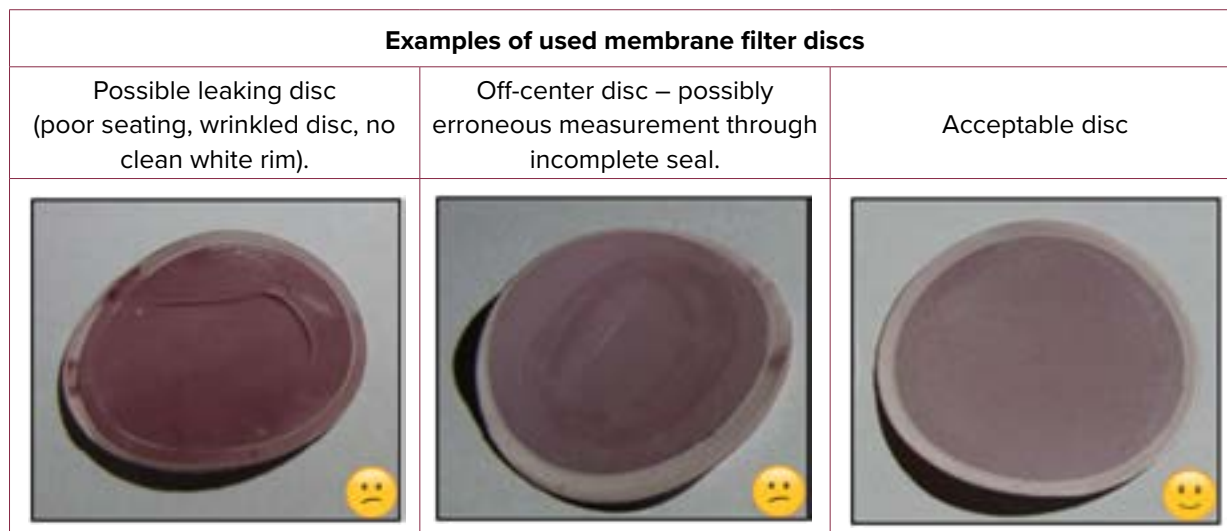 Examples of used membrane filter discs
Possible leaking disc
(poor seating, wrinkled disc, no
clean white rim).
Off-center disc – possibly
erroneous measurement through
incomplete seal.
Acceptable disc